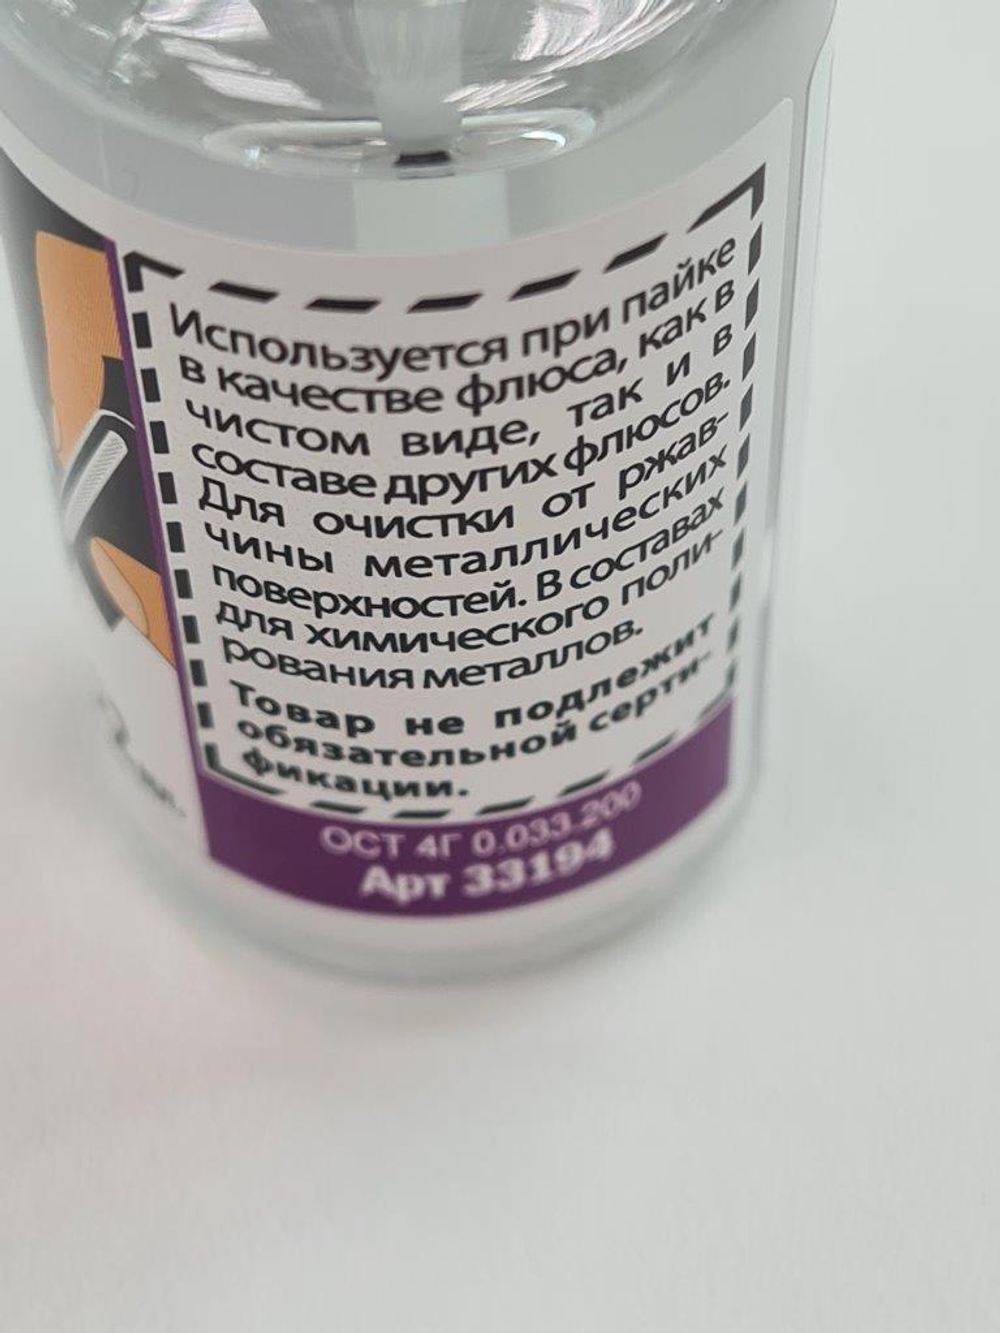 Используется при пайке
в качестве флюса, как в
чистом виде, так и в
составе других флюсов.
Для очистки от ржав-
чины металлических
поверхностей. В составах
для химического поли-
рования металлов.
Товар не подлежит
обязательной серти-
фикации.
ОСТ 4Г 0.033.200
Арт 33194